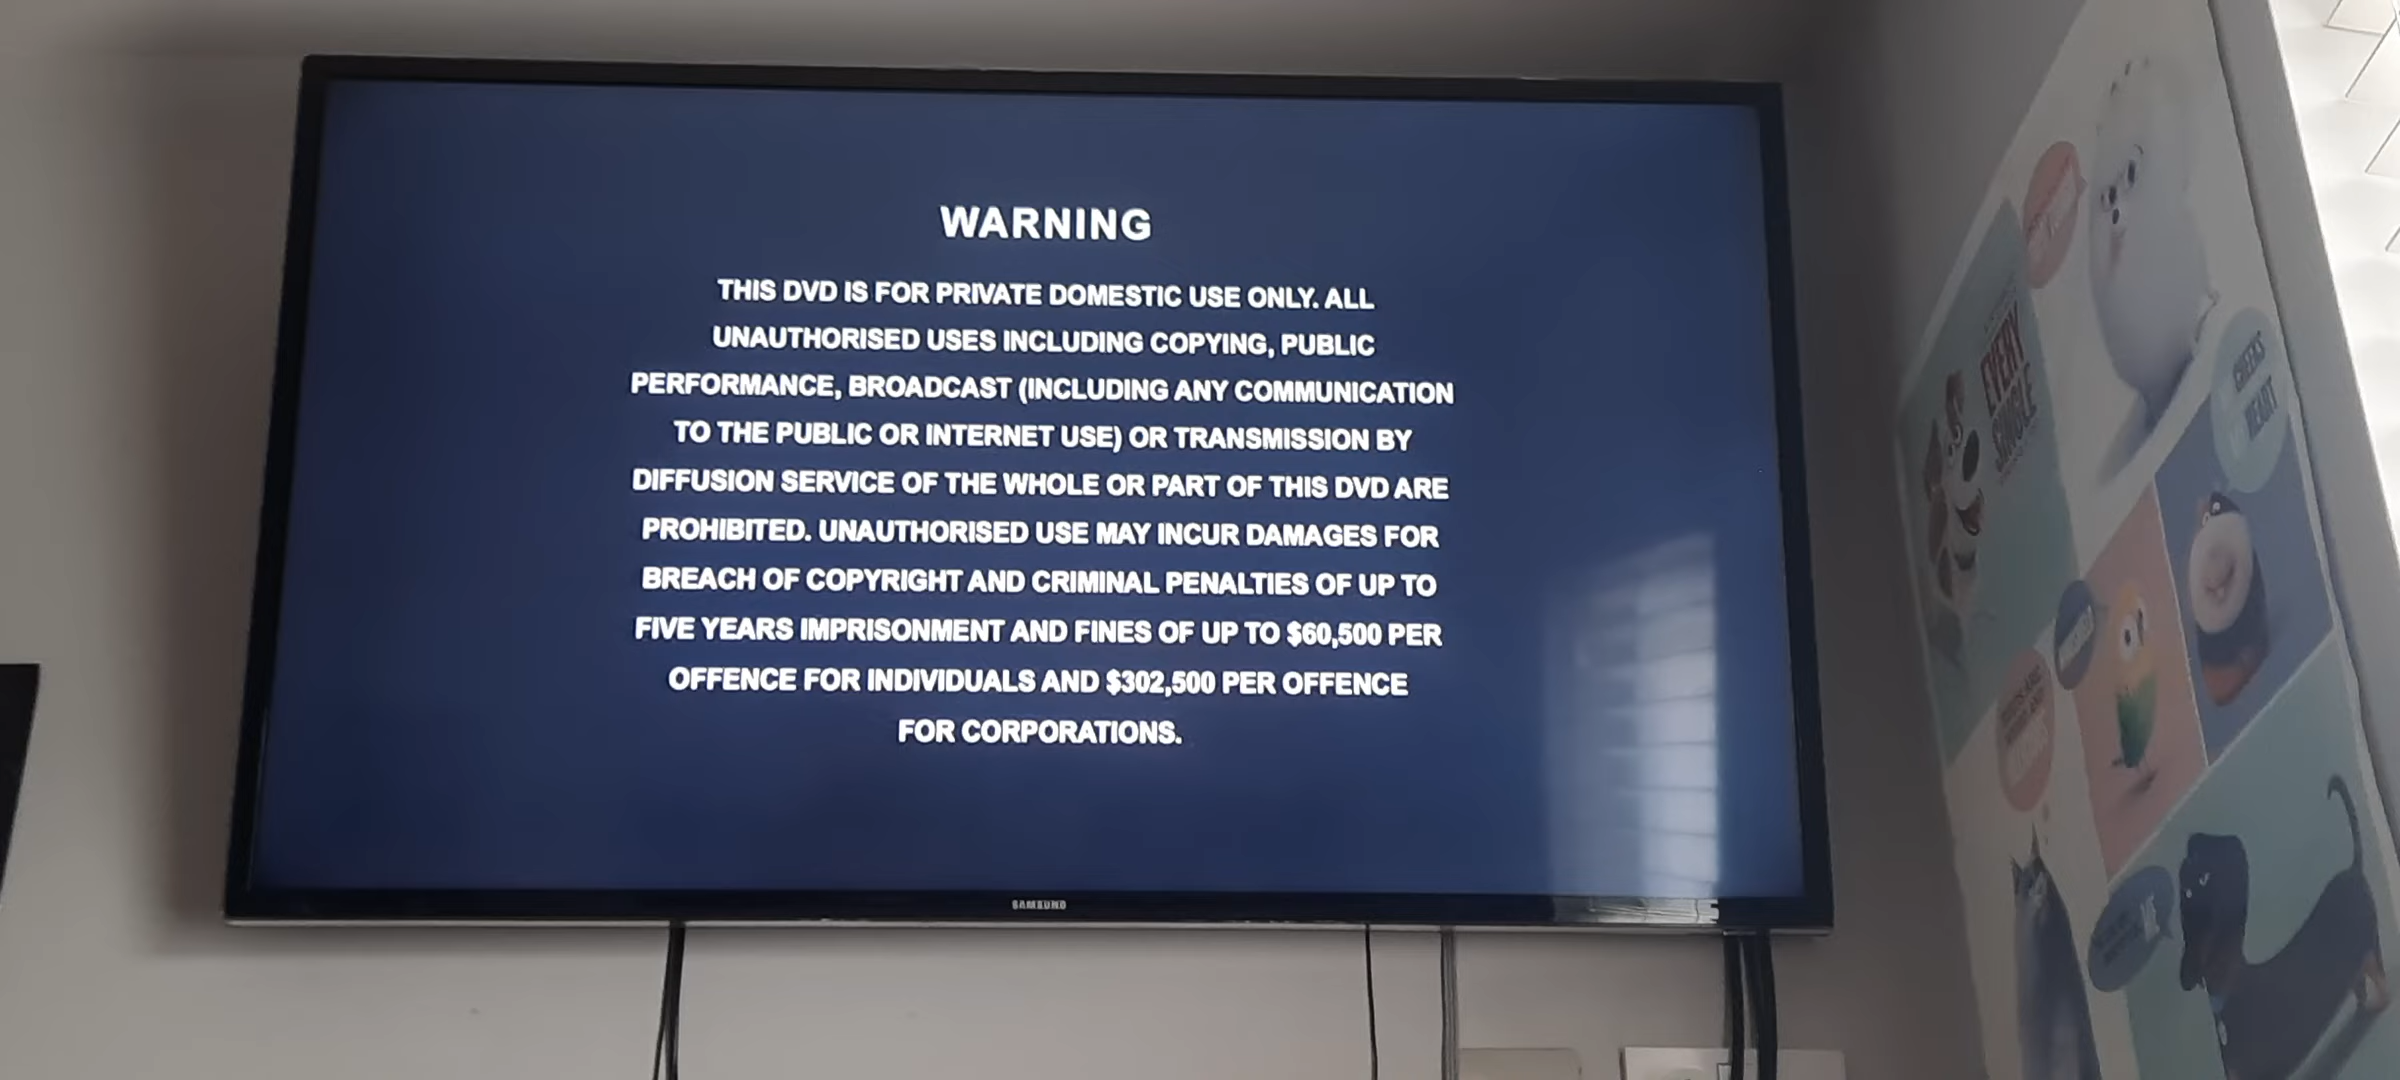 WARNING
THIS DVD IS FOR PRIVATE DOMESTIC USE ONLY. ALL
UNAUTHORISED USES INCLUDING COPYING, PUBLIC
PERFORMANCE, BROADCAST (INCLUDING ANY COMMUNICATION
TO THE PUBLIC OR INTERNET USE) OR TRANSMISSION BY
DIFFUSION SERVICE OF THE WHOLE OR PART OF THIS DVD ARE
PROHIBITED. UNAUTHORISED USE MAY INCUR DAMAGES FOR
BREACH OF COPYRIGHT AND CRIMINAL PENALTIES OF UP TO
FIVE YEARS IMPRISONMENT AND FINES OF UP TO $60,500 PER
OFFENCE FOR INDIVIDUALS AND $302,500 PER OFFENCE
FOR CORPORATIONS.
SAMSUNG
EVERY
SINGLE
CHEEKS
HEART
ME